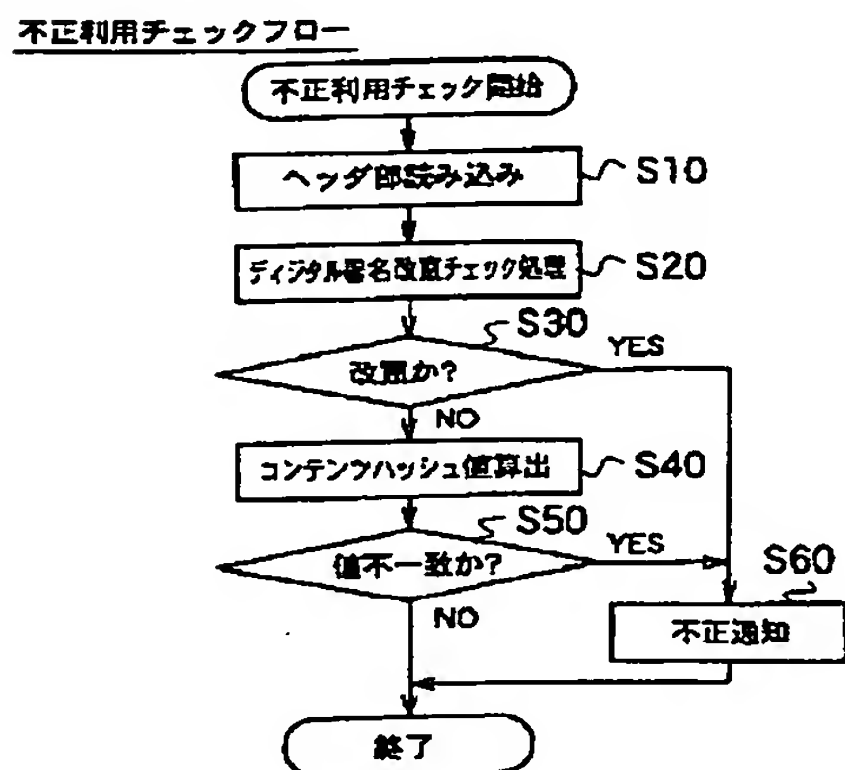 不正利用チェックフロー
不正利用チェック開始
ヘッダ部読み込み
S10
ディジタル署名改竄チェック処理
S20
S30
改竄か?
YES
NO
コンテンツハッシュ値算出
S40
S50
値不一致か?
YES
NO
S60
不正通知
終了